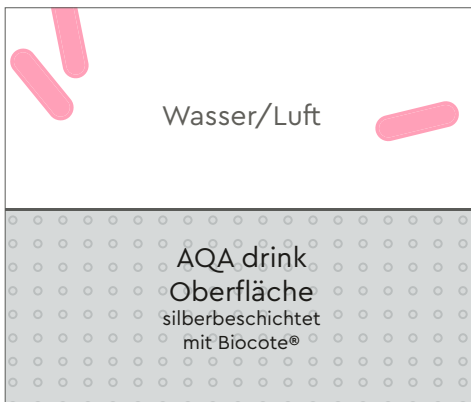 Wasser/Luft
AQA drink
Oberfläche
silberbeschichtet
mit Biocote®